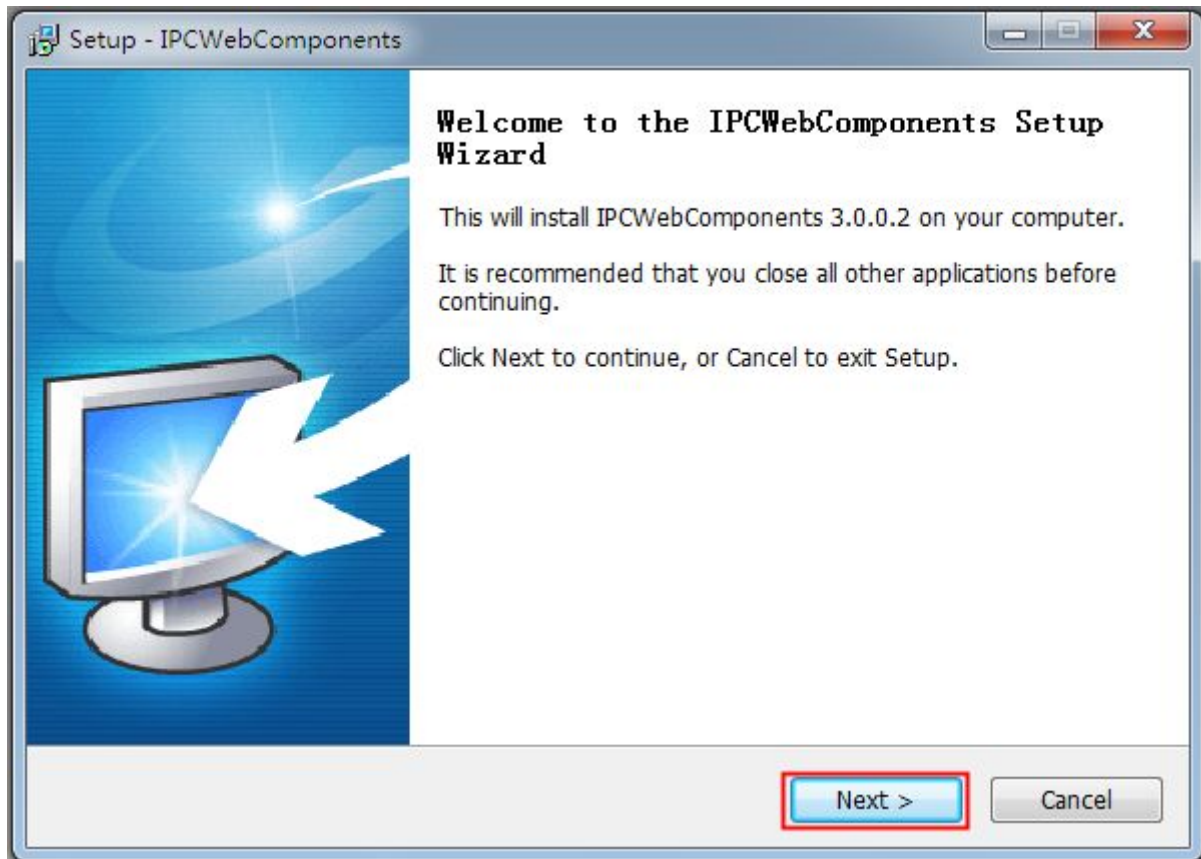 Setup - IPCWebComponents
Welcome to the IPCWebComponents Setup
Wizard
This will install IPCWebComponents 3.0.0.2 on your computer.
It is recommended that you close all other applications before
continuing.
Click Next to continue, or Cancel to exit Setup.
Next >
Cancel